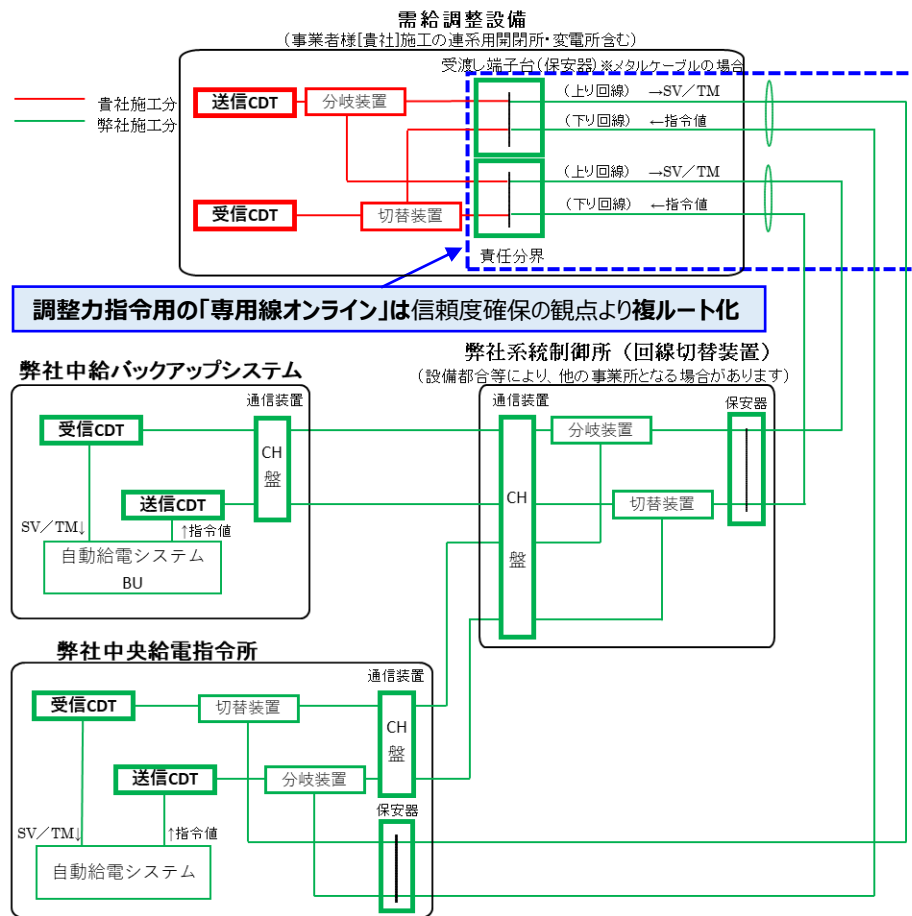 需給調整設備
(事業者様[貴社]施工の連系用開閉所・変電所含む)
受渡し端子台(保安器)※メタルケーブルの場合
貴社施工分
弊社施工分
送信CDT
分岐装置
(上り回線) →SV/TM
(下り回線) ←指令値
(上り回線) →SV/TM
(下り回線) ←指令値
受信CDT
切替装置
責任分界
調整力指令用の「専用線オンライン」は信頼度確保の観点より複ルート化
弊社系統制御所(回線切替装置)
(設備都合等により、他の事業所となる場合があります)
弊社中給バックアップシステム
通信装置
通信装置
保安器
受信CDT
CH
盤
分岐装置
送信CDT
CH
盤
切替装置
SV/TM↓
↑指令値
自動給電システム
BU
弊社中央給電指令所
通信装置
受信CDT
切替装置
CH
盤
送信CDT
分岐装置
保安器
SV/TM↓
↑指令値
自動給電システム